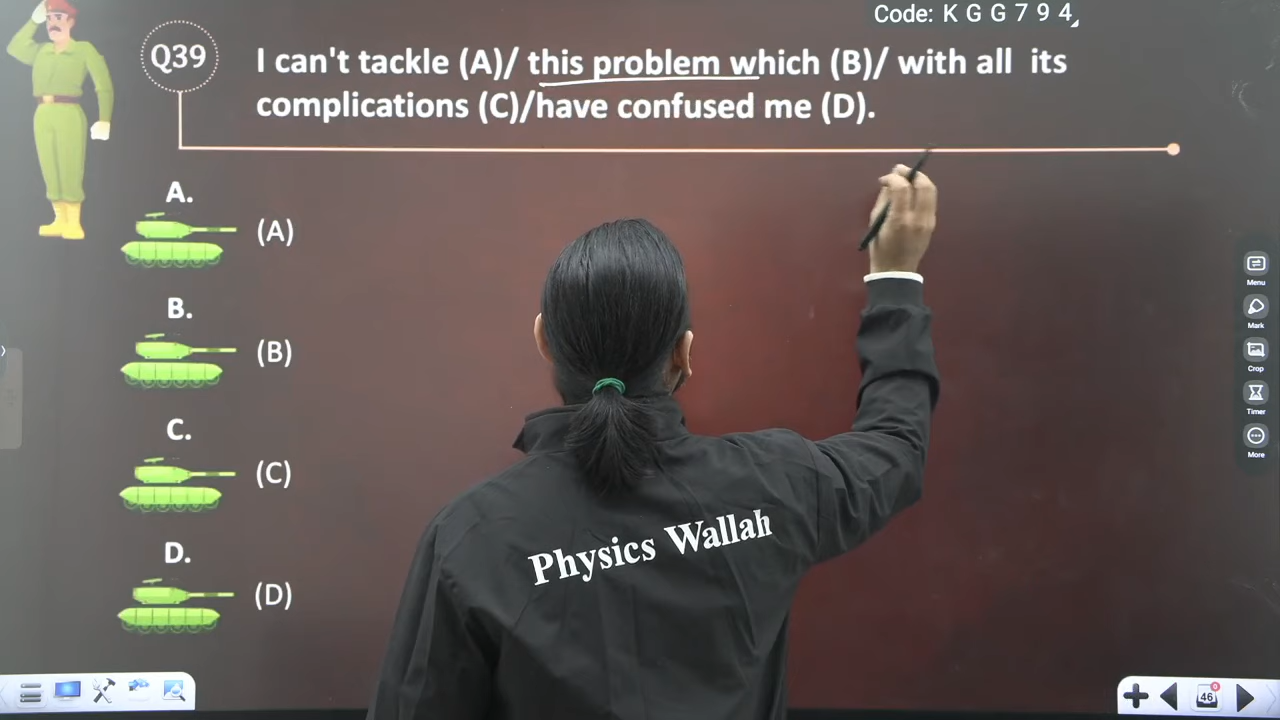 Code: K G G 7 9 4
Q39
I can't tackle (A)/ this problem which (B)/ with all its
complications (C)/have confused me (D).
A.
(A)
B.
(B)
C.
(C)
D.
(D)
Physics Wallah
Menu
Mark
Crop
Timer
More
46